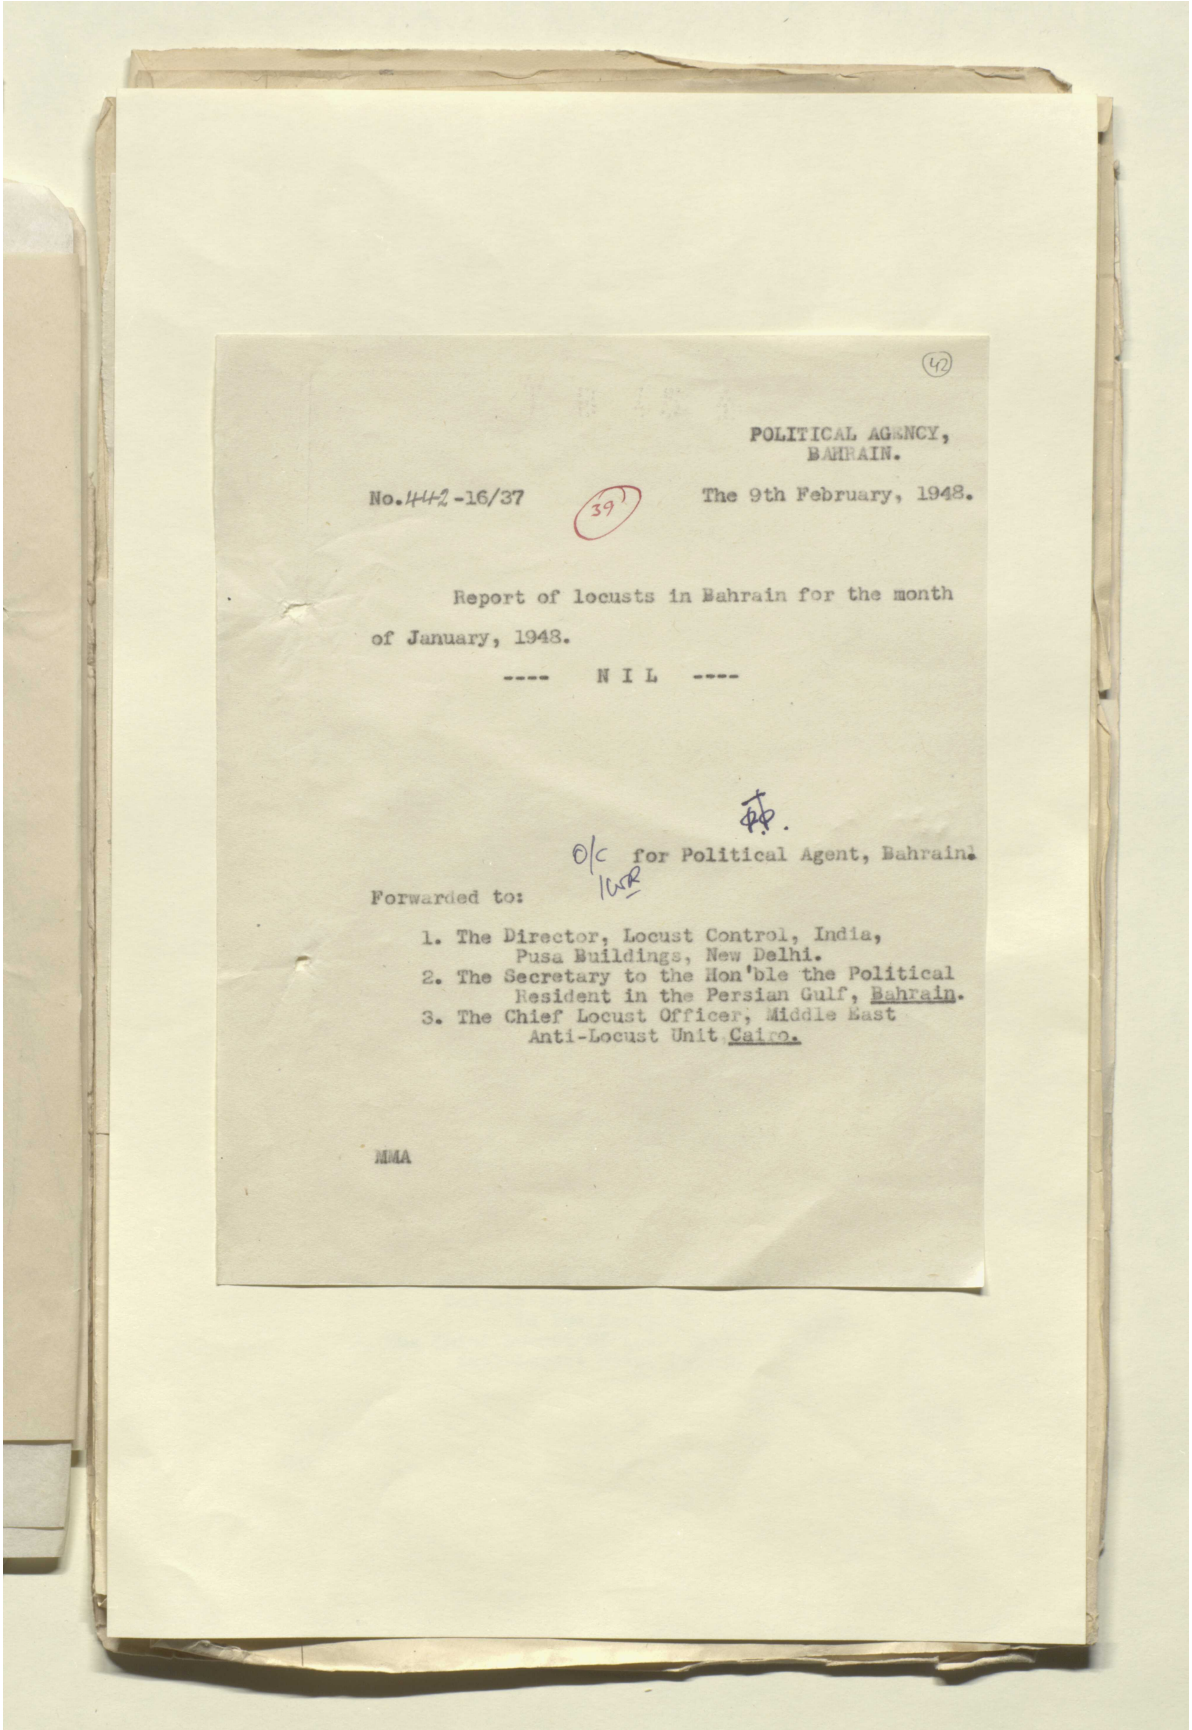 42
POLITICAL AGENCY,
BAHRAIN.
No.442-16/37
39
The 9th February, 1948.
Report of locusts in Bahrain for the month
of January, 1948.
---- N I L ----
O/C for Political Agent, Bahrain.
Forwarded to:
1. The Director, Locust Control, India,
Pusa Buildings, New Delhi.
2. The Secretary to the Hon'ble the Political
Resident in the Persian Gulf, Bahrain.
3. The Chief Locust Officer, Middle East
Anti-Locust Unit Cairo.
MMA